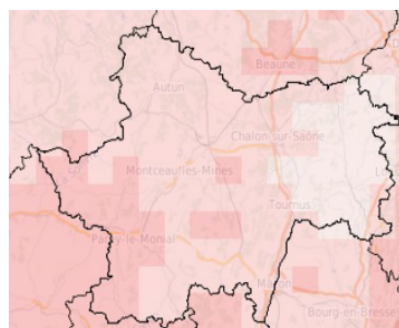 Beaune
Autun
Chalon-sur-Saône
Montceau-les-Mines
Tournus
Paray-le-Monial
Mâcon
Bourg-en-Bresse